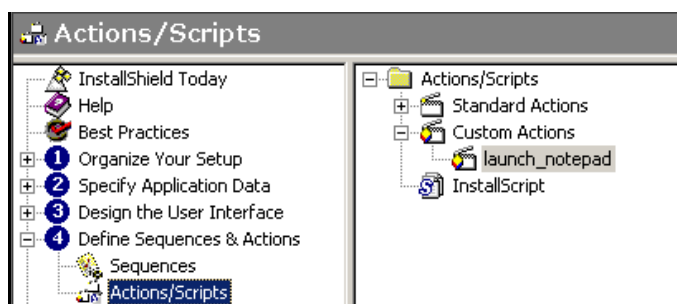 Actions/Scripts
InstallShield Today
Help
Best Practices
1 Organize Your Setup
2 Specify Application Data
3 Design the User Interface
4 Define Sequences & Actions
Sequences
Actions/Scripts
Actions/Scripts
Standard Actions
Custom Actions
launch_notepad
InstallScript